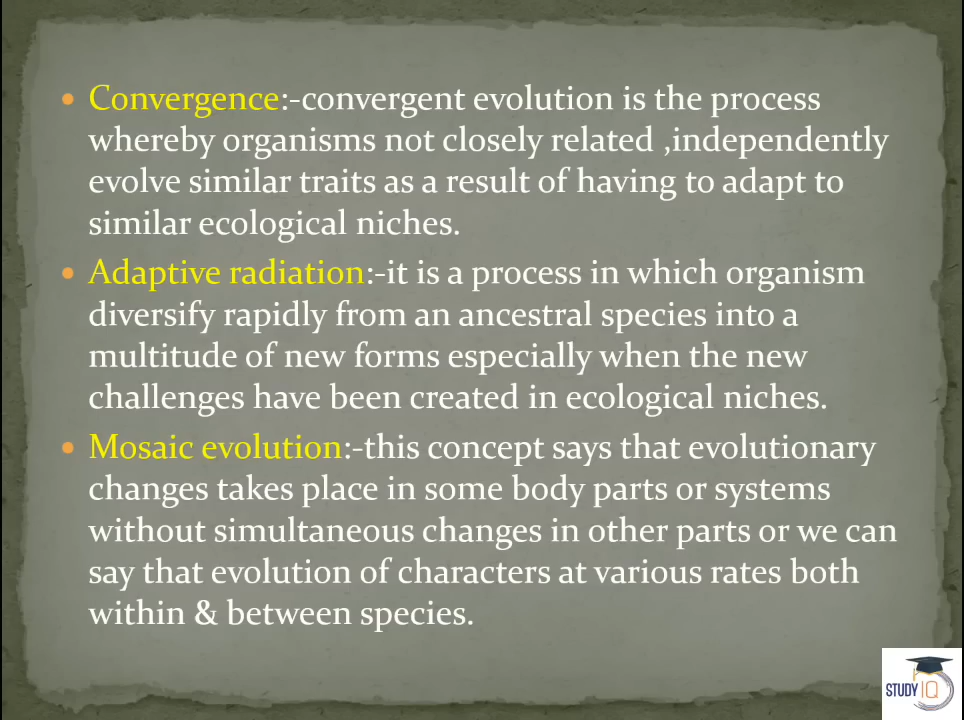 Convergence:-convergent evolution is the process
whereby organisms not closely related ,independently
evolve similar traits as a result of having to adapt to
similar ecological niches.
Adaptive radiation:-it is a process in which organism
diversify rapidly from an ancestral species into a
multitude of new forms especially when the new
challenges have been created in ecological niches.
Mosaic evolution:-this concept says that evolutionary
changes takes place in some body parts or systems
without simultaneous changes in other parts or we can
say that evolution of characters at various rates both
within & between species.
STUDY IQ